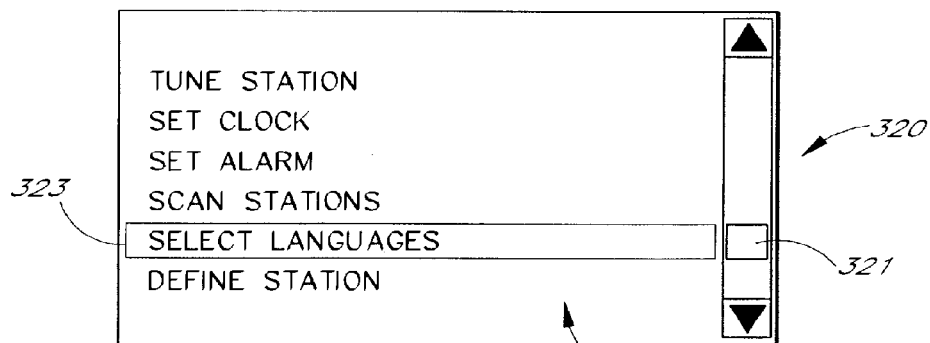 TUNE STATION
SET CLOCK
320
SET ALARM
323
SCAN STATIONS
SELECT LANGUAGES
321
DEFINE STATION